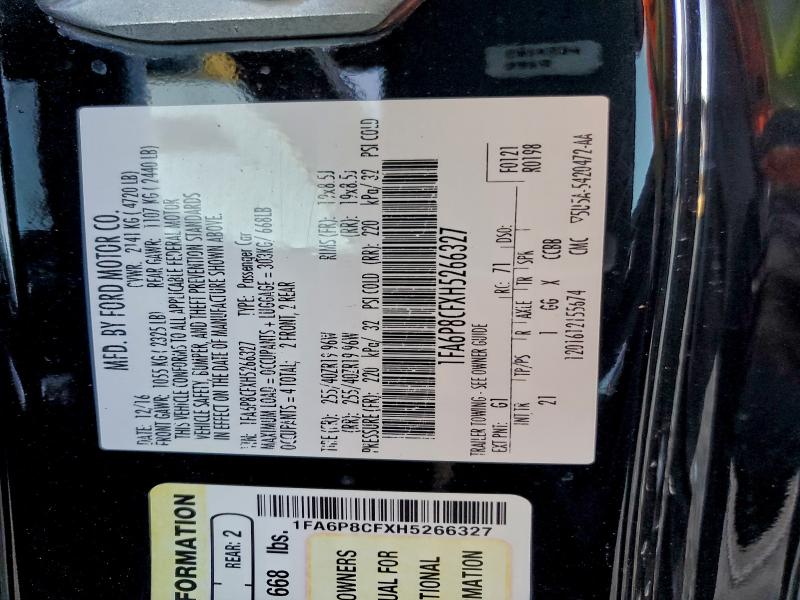 MFD. BY FORD MOTOR CO.
DATE: 12/16 GVWR: 2141 KG (4720 LB)
FRONT GAWR: 1055 KG / 2325 LB) REAR GAWR: 1107 KG (2440 LB)
THIS VEHICLE CONFORMS TO ALL APPLICABLE FEDERAL MOTOR
VEHICLE SAFETY, BUMPER, AND THEFT PREVENTION STANDARDS
IN EFFECT ON THE DATE OF MANUFACTURE SHOWN ABOVE.
VIN: 1FA6P8CFXH5266327 TYPE: Passenger Car
MAXIMUM LOAD = OCCUPANTS + LUGGAGE = 303KG / 668LB
OCCUPANTS = 4 TOTAL: 2 FRONT, 2 REAR
TIRE(FR): 255/40ZR19 96W RIMS (FR): 19x8.5J
(RR): 255/40ZR19 96W (RR): 19x8.5J
PRESSURE (FR): 220 kPa/ 32 PSI COLD (RR): 220 kPa/ 32 PSI COLD
1FA6P8CFXH5266327
TRAILER TOWING - SEE OWNER GUIDE
F0121
R0198
EXT PNT: G1 RC: 71 DSO:
INT TR TP/PS R AXLE TR SPR
21 1 GG X CCBB
1201612155674 CMC 5U5A-5420472-AA
FORMATION
REAR: 2
668 lbs.
1FA6P8CFXH5266327
OWNERS
UAL FOR
TIONAL
MATION